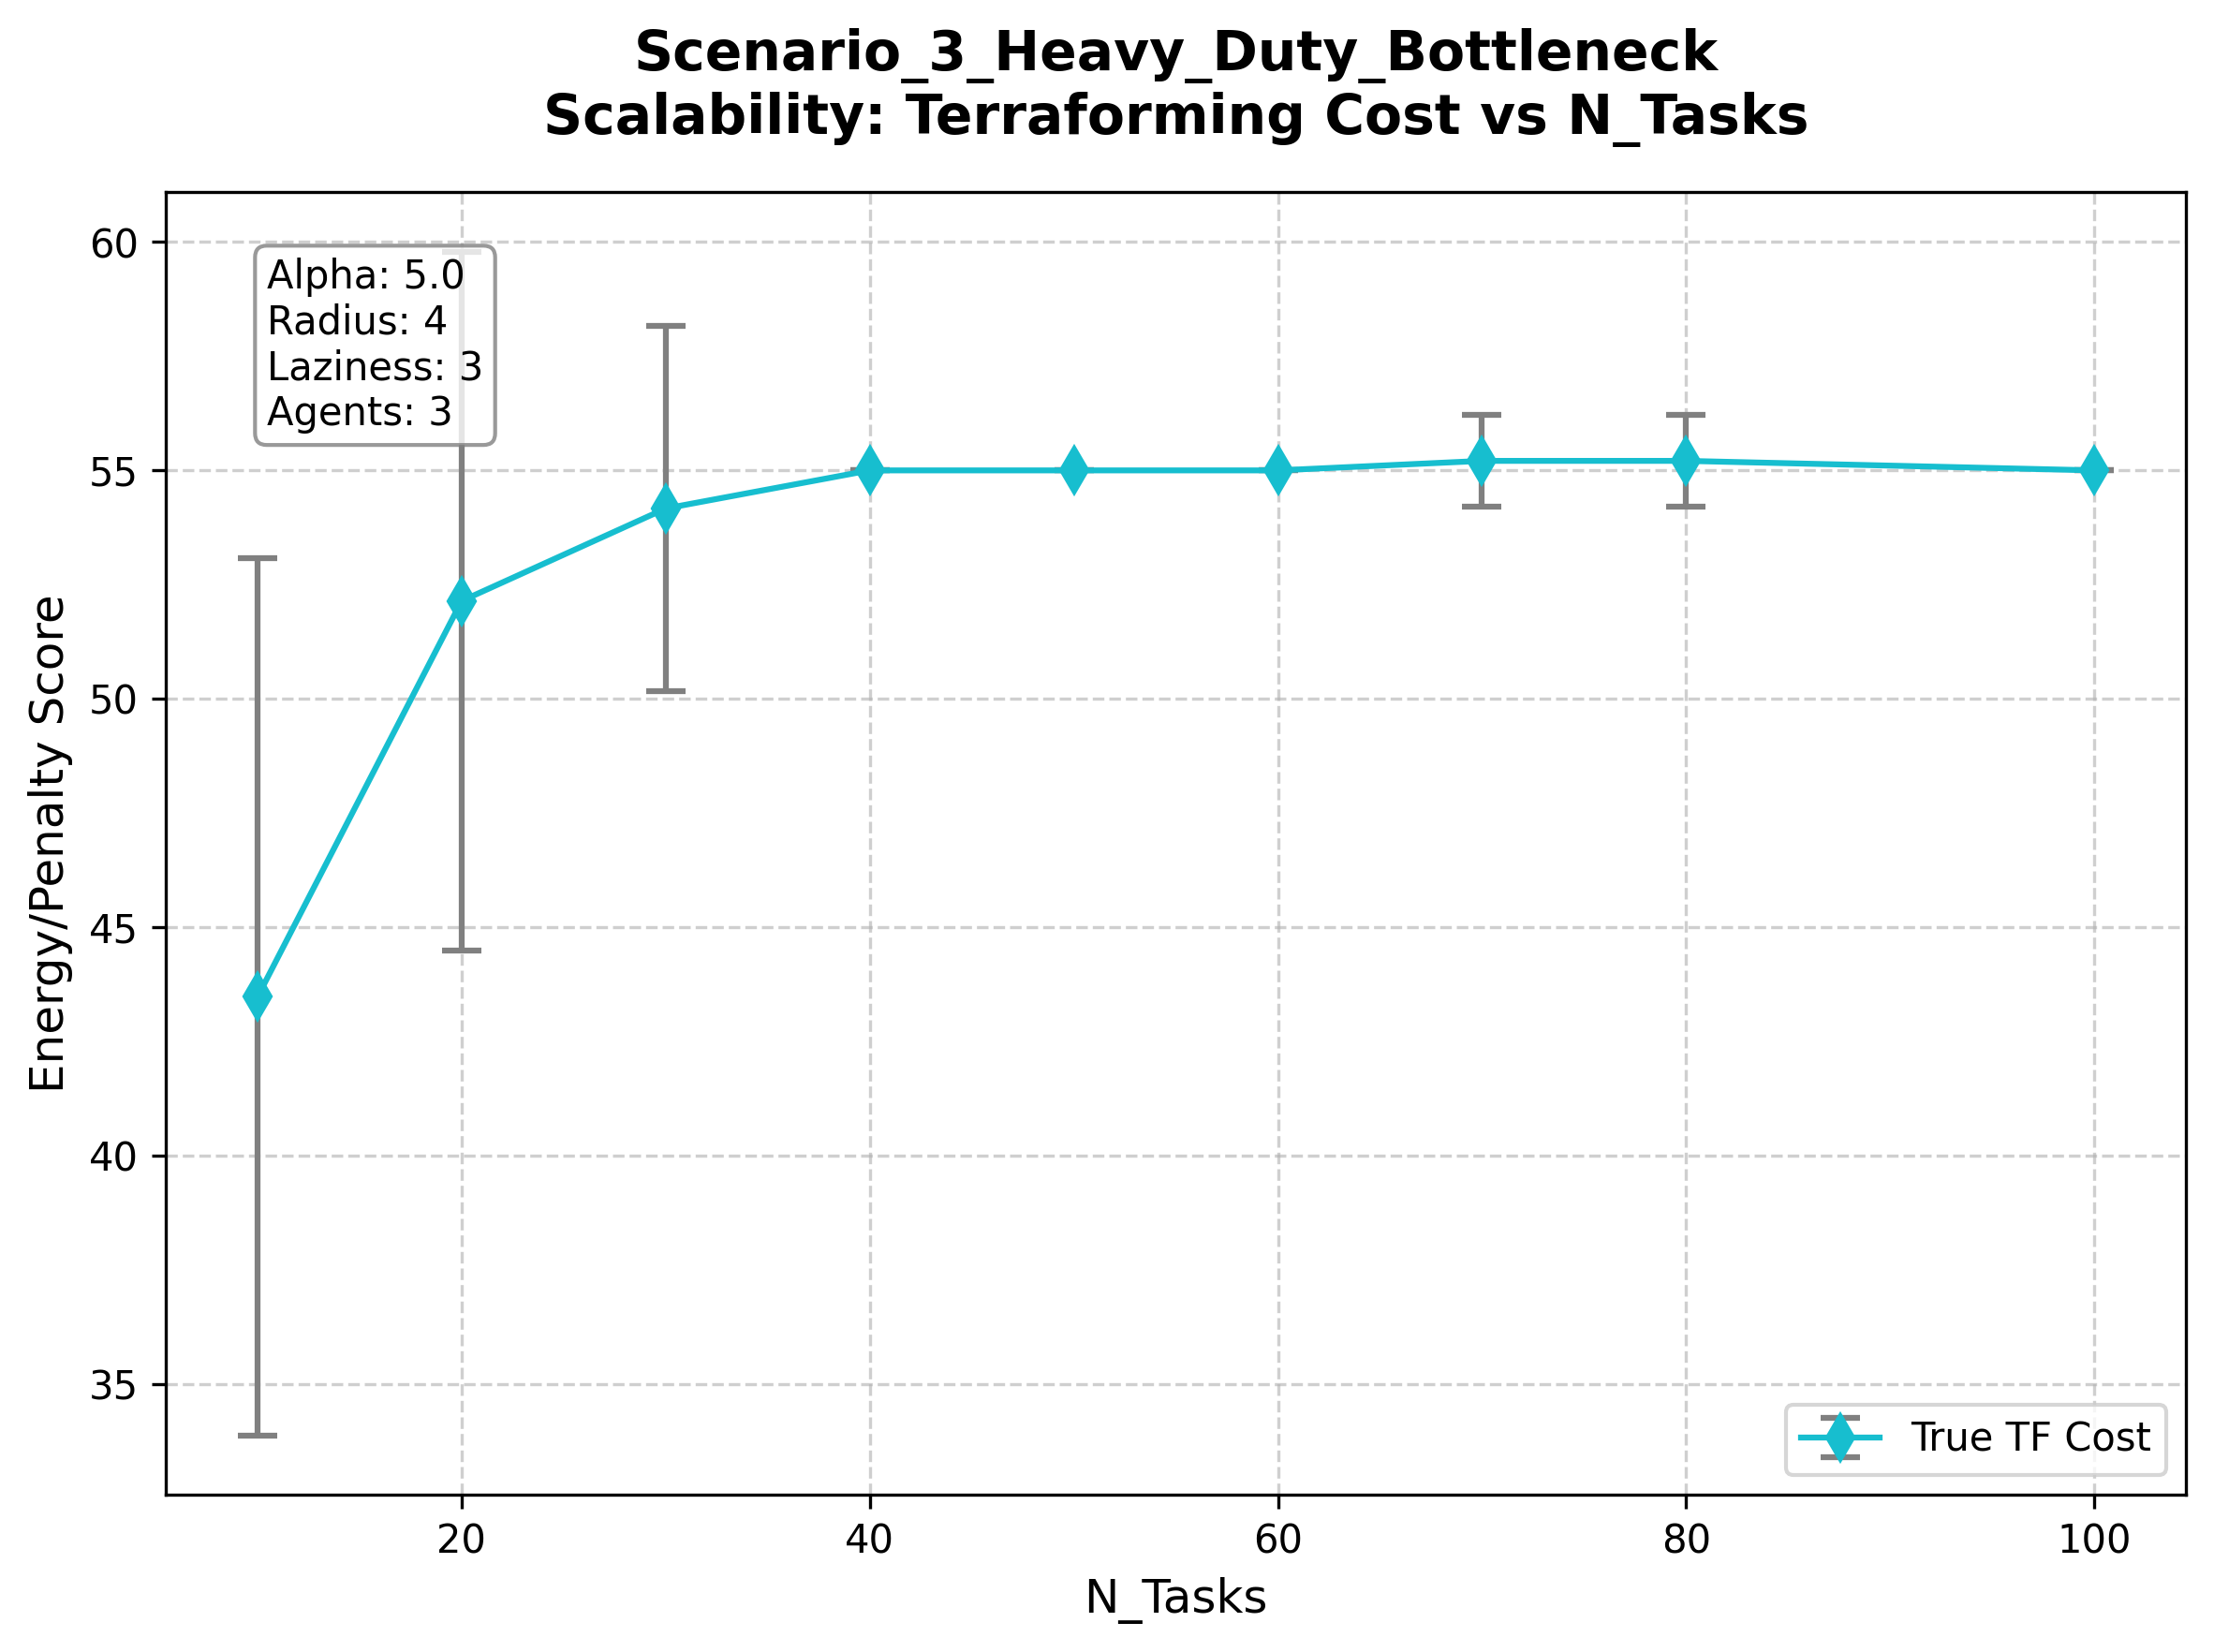 Scenario_3_Heavy_Duty_Bottleneck
Scalability: Terraforming Cost vs N_Tasks
Energy/Penalty Score
60
55
50
45
40
35
Alpha: 5.0
Radius: 4
Laziness: 3
Agents: 3
True TF Cost
20
40
60
80
100
N_Tasks